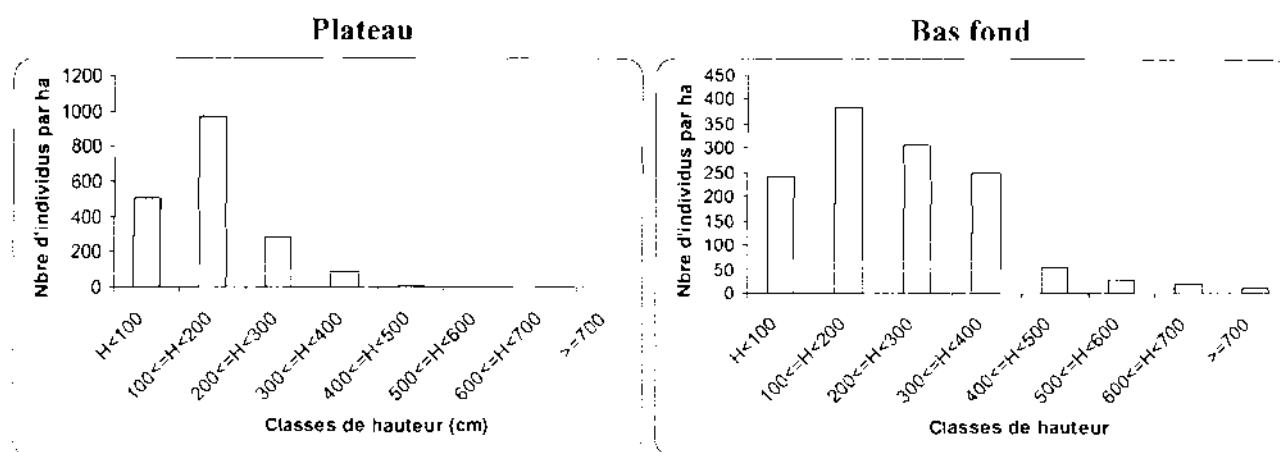 Plateau
Nbre d'individus par ha
1200
1000
800
600
400
200
0
H<100
100<=H<200
200<=H<300
300<=H<400
400<=H<500
500<=H<600
600<=H<700
>=700
Classes de hauteur (cm)
Bas fond
Nbre d'individus par ha
450
400
350
300
250
200
150
100
50
0
H<100
100<=H<200
200<=H<300
300<=H<400
400<=H<500
500<=H<600
600<=H<700
>=700
Classes de hauteur